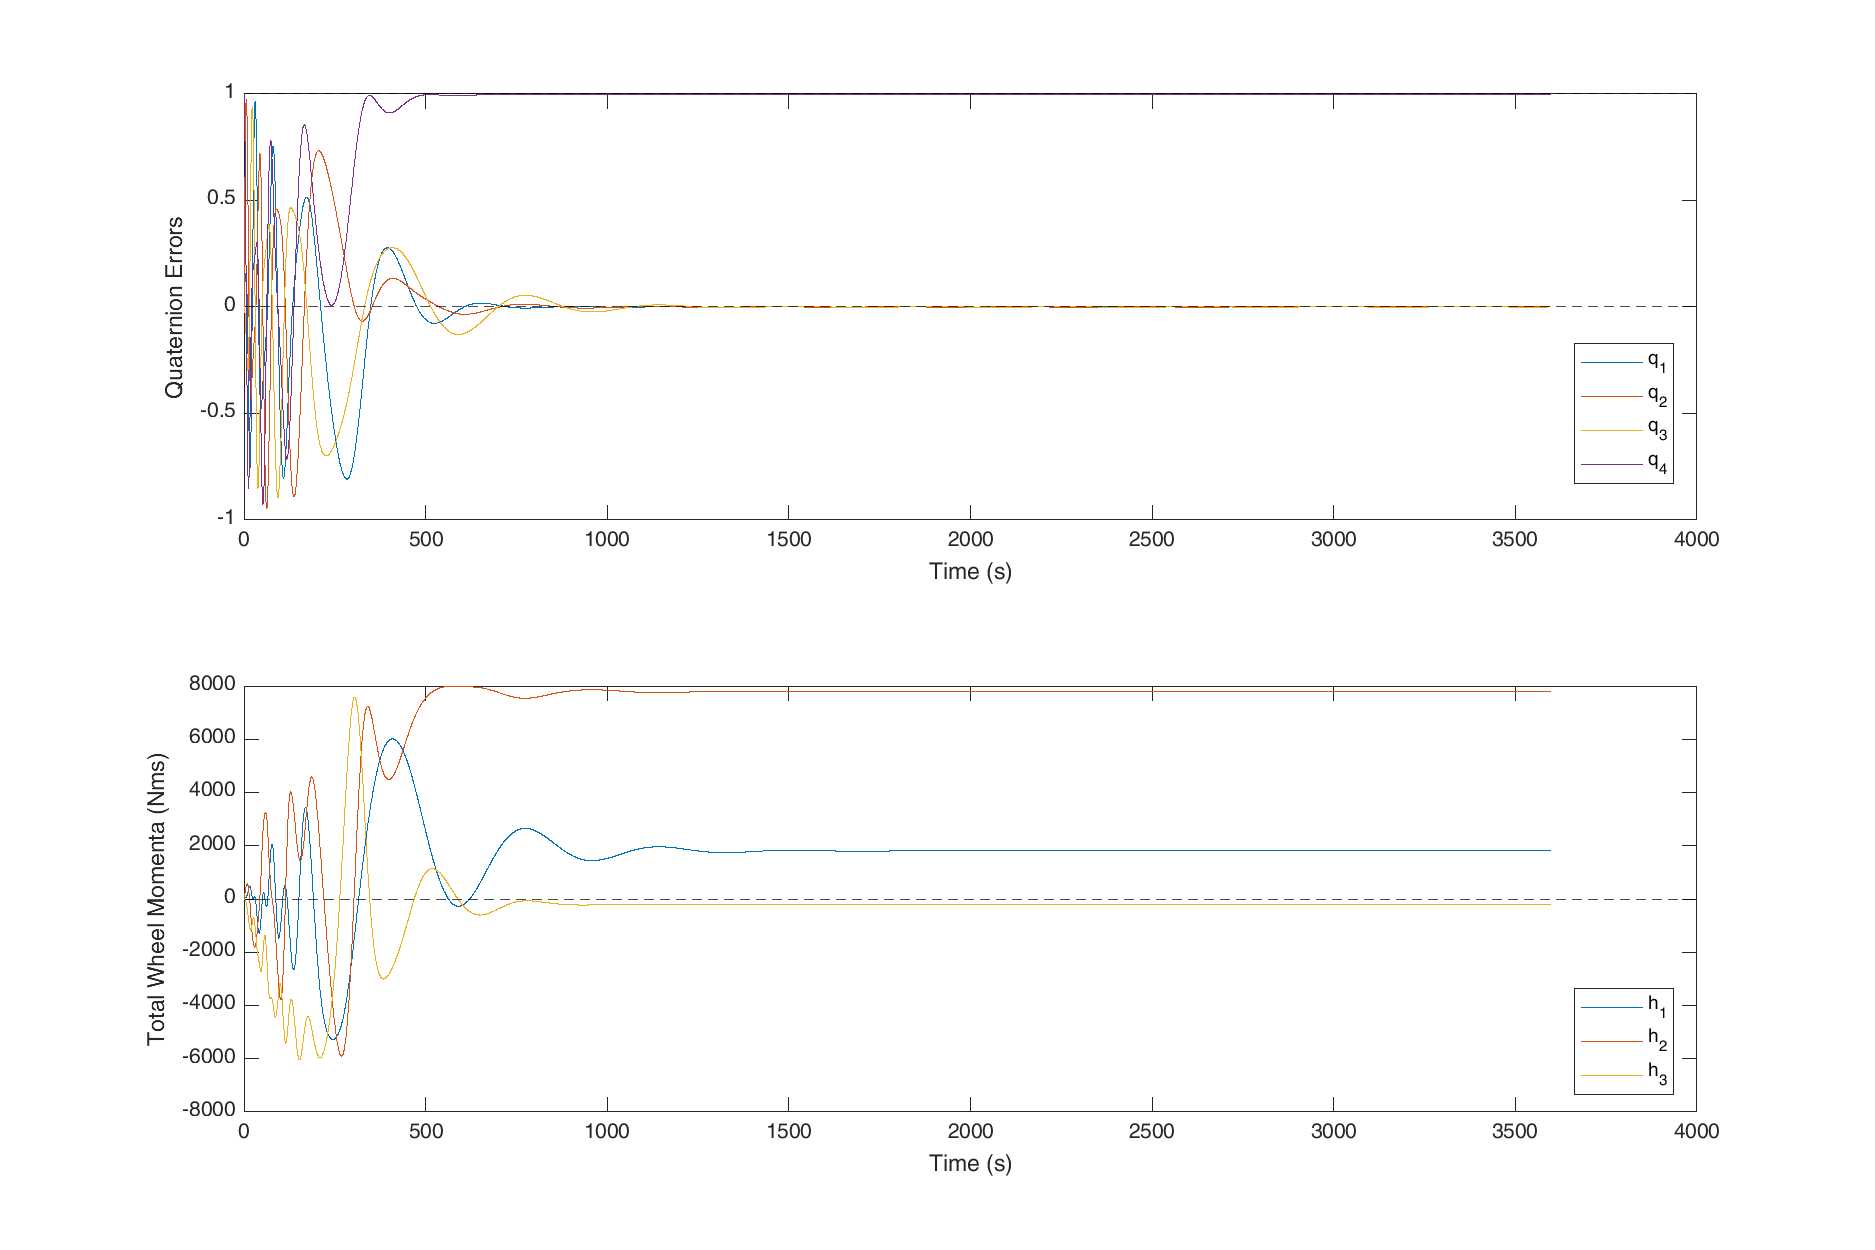 1
0.5
0
-0.5
-1
Quaternion Errors
0 500 1000 1500 2000 2500 3000 3500 4000
Time (s)
q1
q2
q3
q4
8000
6000
4000
2000
0
-2000
-4000
-6000
-8000
Total Wheel Momenta (Nms)
0 500 1000 1500 2000 2500 3000 3500 4000
Time (s)
h1
h2
h3